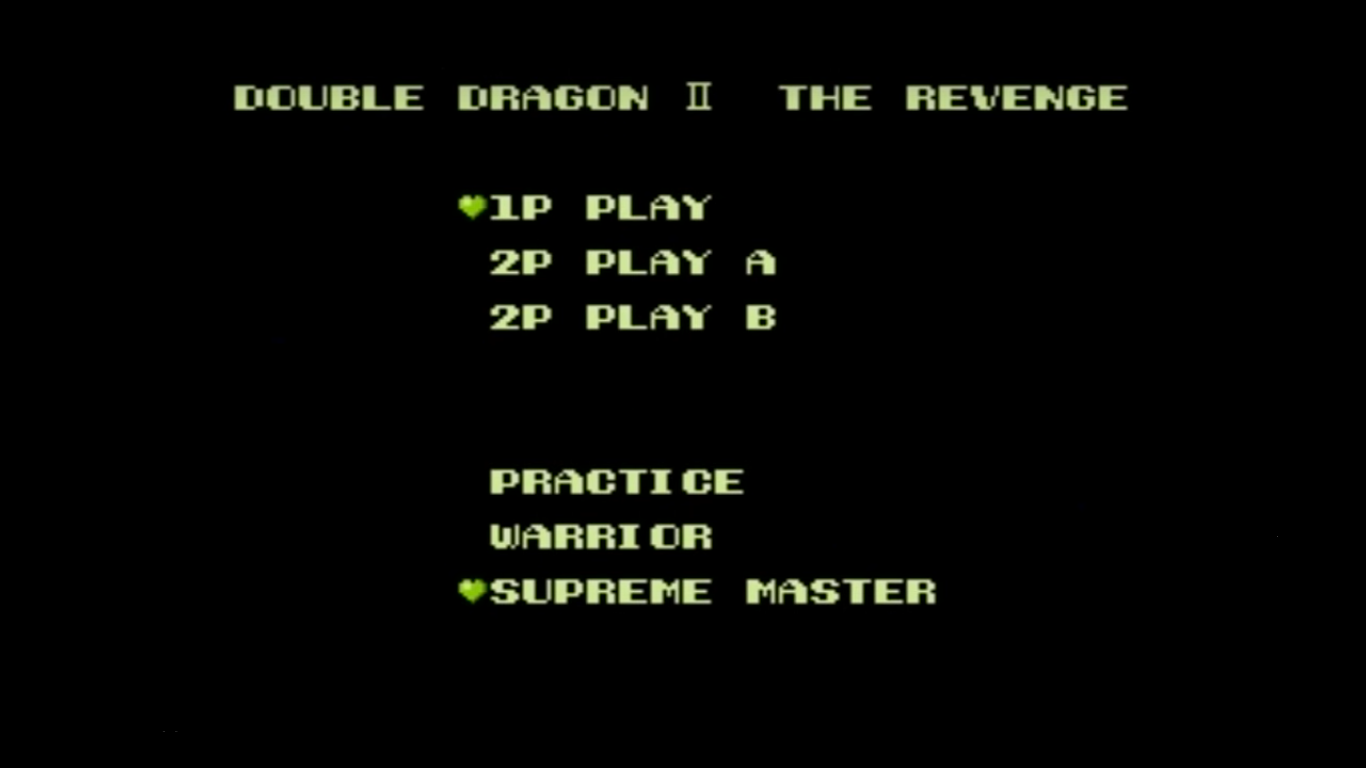 DOUBLE DRAGON Ⅱ THE REVENGE
1P PLAY
2P PLAY A
2P PLAY B
PRACTICE
WARRIOR
SUPREME MASTER